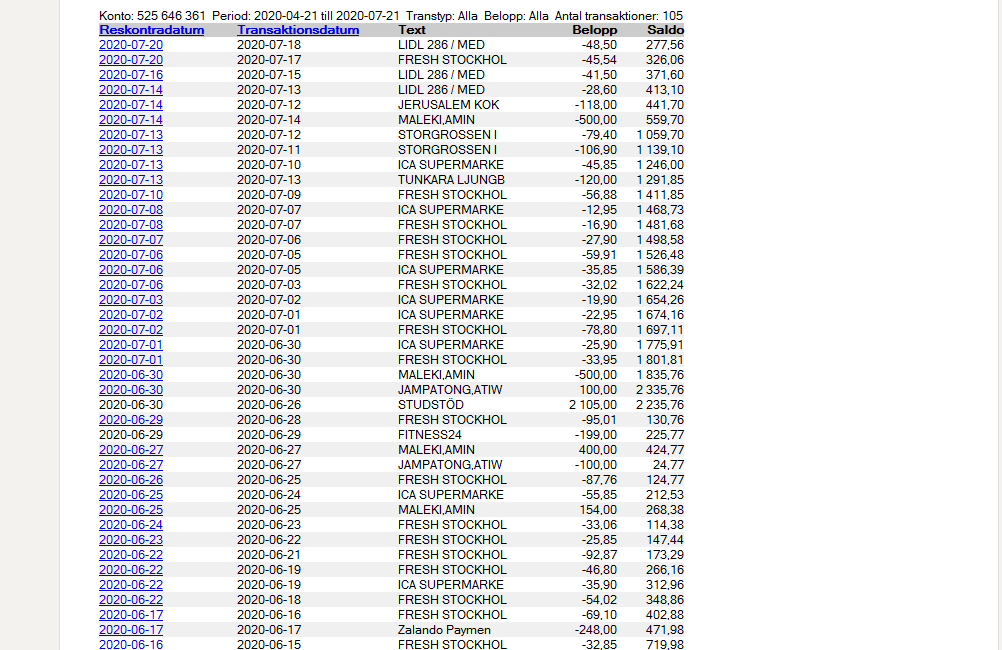 Konto: 525 646 361 Period: 2020-04-21 till 2020-07-21 Transtyp: Alla Belopp: Alla Antal transaktioner: 105
Reskontradatum Transaktionsdatum Text Belopp Saldo
2020-07-20 2020-07-18 LIDL 286 / MED -48,50 277,56
2020-07-20 2020-07-17 FRESH STOCKHOL -45,54 326,06
2020-07-16 2020-07-15 LIDL 286 / MED -41,50 371,60
2020-07-14 2020-07-13 LIDL 286 / MED -28,60 413,10
2020-07-14 2020-07-12 JERUSALEM KOK -118,00 441,70
2020-07-14 2020-07-14 MALEKI,AMIN -500,00 559,70
2020-07-13 2020-07-12 STORGROSSEN I -79,40 1 059,70
2020-07-13 2020-07-11 STORGROSSEN I -106,90 1 139,10
2020-07-13 2020-07-10 ICA SUPERMARKE -45,85 1 246,00
2020-07-13 2020-07-13 TUNKARA LJUNGB -120,00 1 291,85
2020-07-10 2020-07-09 FRESH STOCKHOL -56,88 1 411,85
2020-07-08 2020-07-07 ICA SUPERMARKE -12,95 1 468,73
2020-07-08 2020-07-07 FRESH STOCKHOL -16,90 1 481,68
2020-07-07 2020-07-06 FRESH STOCKHOL -27,90 1 498,58
2020-07-06 2020-07-05 FRESH STOCKHOL -59,91 1 526,48
2020-07-06 2020-07-05 ICA SUPERMARKE -35,85 1 586,39
2020-07-06 2020-07-03 FRESH STOCKHOL -32,02 1 622,24
2020-07-03 2020-07-02 ICA SUPERMARKE -19,90 1 654,26
2020-07-02 2020-07-01 ICA SUPERMARKE -22,95 1 674,16
2020-07-02 2020-07-01 FRESH STOCKHOL -78,80 1 697,11
2020-07-01 2020-06-30 ICA SUPERMARKE -25,90 1 775,91
2020-07-01 2020-06-30 FRESH STOCKHOL -33,95 1 801,81
2020-06-30 2020-06-30 MALEKI,AMIN -500,00 1 835,76
2020-06-30 2020-06-30 JAMPATONG,ATIW 100,00 2 335,76
2020-06-30 2020-06-26 STUDSTÖD 2 105,00 2 235,76
2020-06-29 2020-06-28 FRESH STOCKHOL -95,01 130,76
2020-06-29 2020-06-29 FITNESS24 -199,00 225,77
2020-06-27 2020-06-27 MALEKI,AMIN 400,00 424,77
2020-06-27 2020-06-27 JAMPATONG,ATIW -100,00 24,77
2020-06-26 2020-06-25 FRESH STOCKHOL -87,76 124,77
2020-06-25 2020-06-24 ICA SUPERMARKE -55,85 212,53
2020-06-25 2020-06-25 MALEKI,AMIN 154,00 268,38
2020-06-24 2020-06-23 FRESH STOCKHOL -33,06 114,38
2020-06-23 2020-06-22 FRESH STOCKHOL -25,85 147,44
2020-06-22 2020-06-21 FRESH STOCKHOL -92,87 173,29
2020-06-22 2020-06-19 FRESH STOCKHOL -46,80 266,16
2020-06-22 2020-06-19 ICA SUPERMARKE -35,90 312,96
2020-06-22 2020-06-18 FRESH STOCKHOL -54,02 348,86
2020-06-17 2020-06-16 FRESH STOCKHOL -69,10 402,88
2020-06-17 2020-06-17 Zalando Paymen -248,00 471,98
2020-06-16 2020-06-15 FRESH STOCKHOL -32,85 719,98